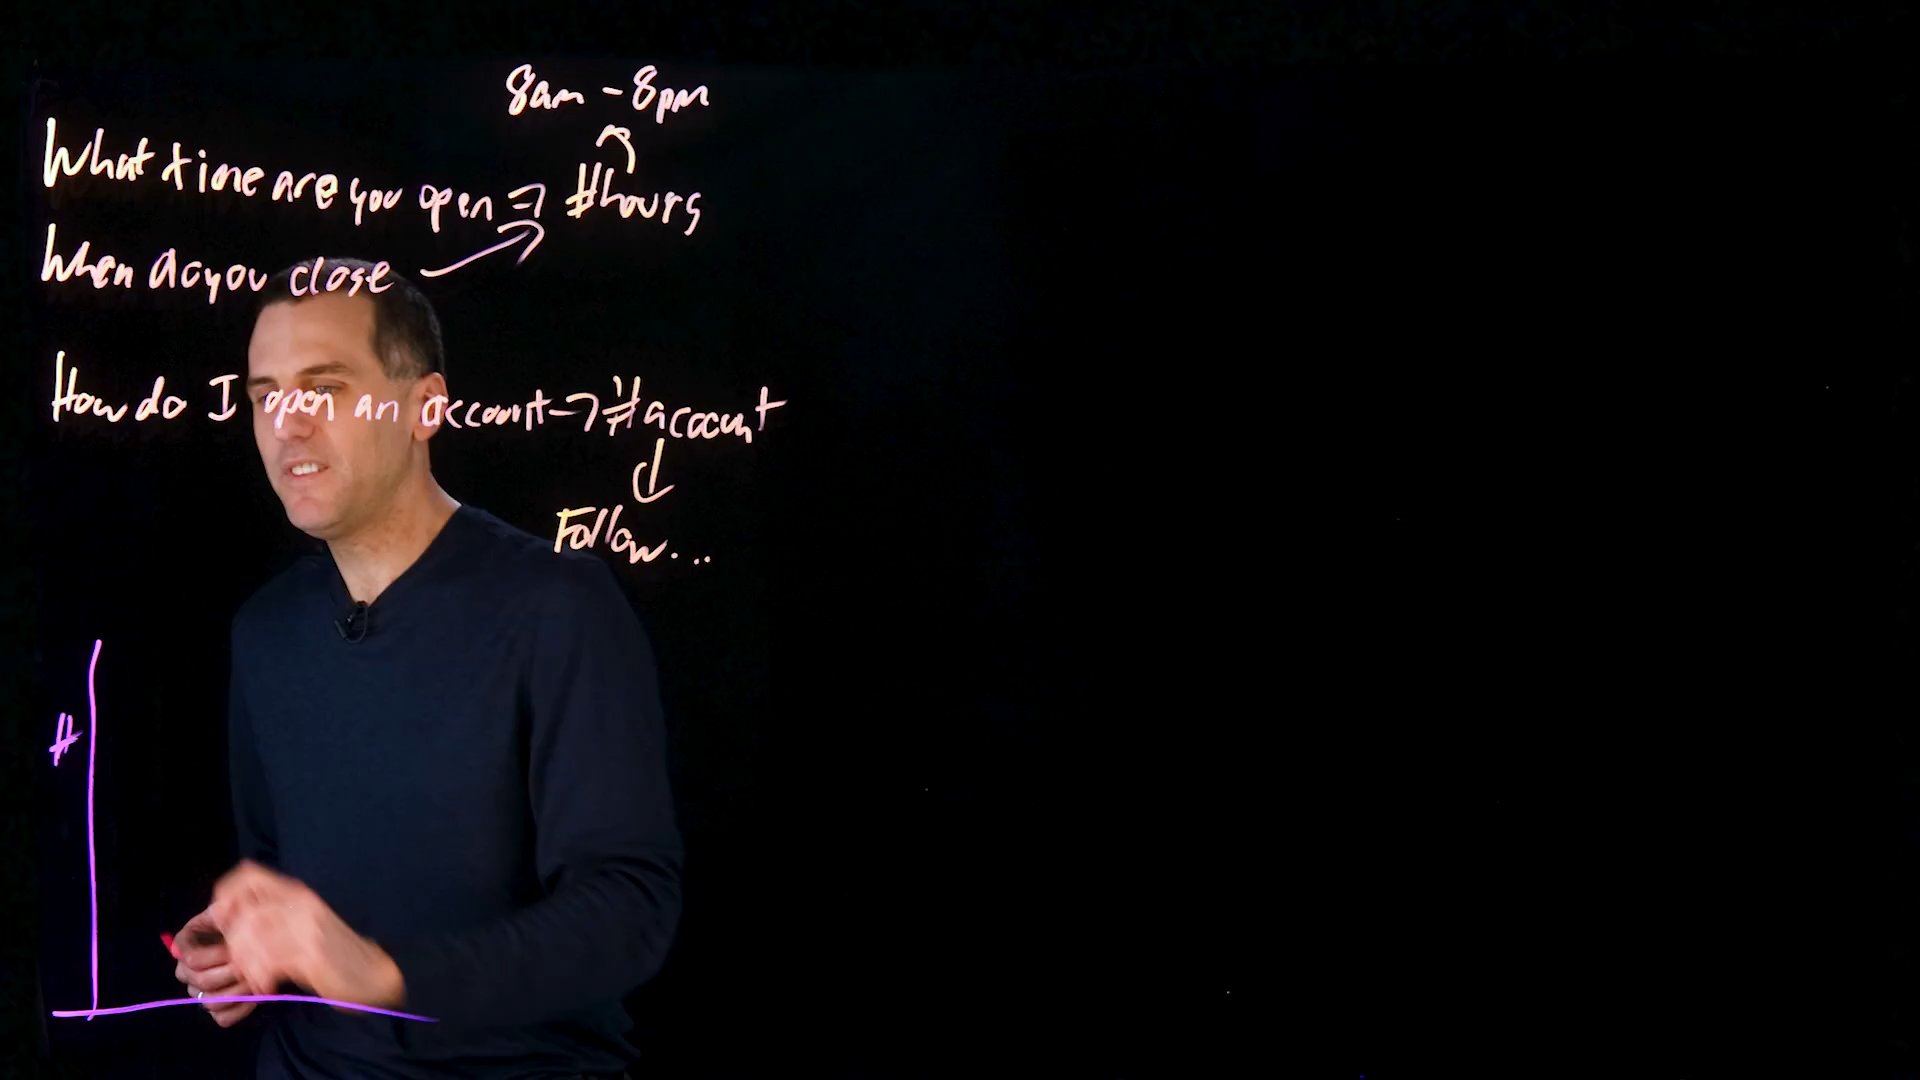 8am - 8pm
What time are you open → #hours
When do you close
How do I open an account → #account
Follow...
#